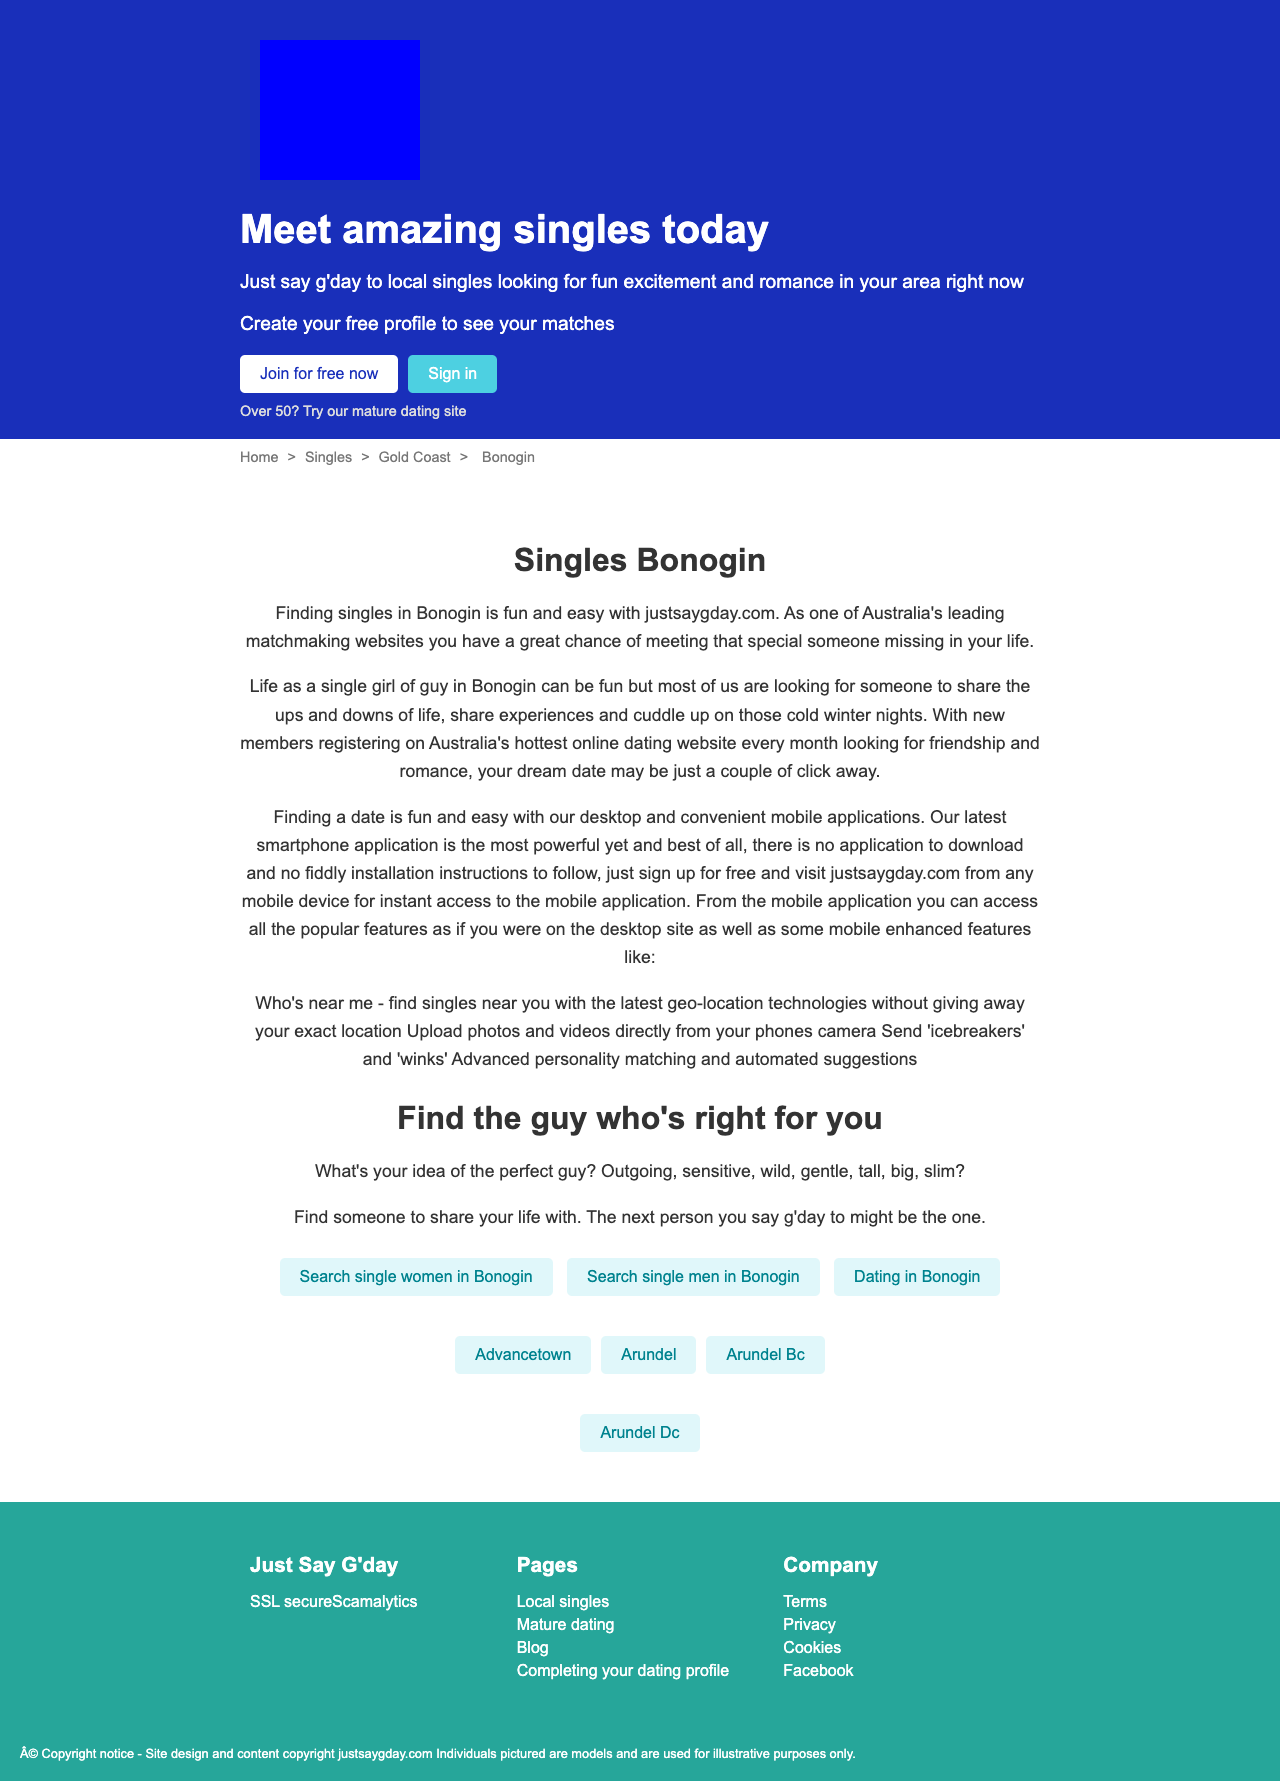 Meet amazing singles today
Just say g'day to local singles looking for fun excitement and romance in your area right now
Create your free profile to see your matches
Join for free now Sign in
Over 50? Try our mature dating site
Home > Singles > Gold Coast > Bonogin
Singles Bonogin
Finding singles in Bonogin is fun and easy with justsaygday.com. As one of Australia's leading
matchmaking websites you have a great chance of meeting that special someone missing in your life.
Life as a single girl of guy in Bonogin can be fun but most of us are looking for someone to share the
ups and downs of life, share experiences and cuddle up on those cold winter nights. With new
members registering on Australia's hottest online dating website every month looking for friendship and
romance, your dream date may be just a couple of click away.
Finding a date is fun and easy with our desktop and convenient mobile applications. Our latest
smartphone application is the most powerful yet and best of all, there is no application to download
and no fiddly installation instructions to follow, just sign up for free and visit justsaygday.com from any
mobile device for instant access to the mobile application. From the mobile application you can access
all the popular features as if you were on the desktop site as well as some mobile enhanced features
like:
Who's near me - find singles near you with the latest geo-location technologies without giving away
your exact location Upload photos and videos directly from your phones camera Send 'icebreakers'
and 'winks' Advanced personality matching and automated suggestions
Find the guy who's right for you
What's your idea of the perfect guy? Outgoing, sensitive, wild, gentle, tall, big, slim?
Find someone to share your life with. The next person you say g'day to might be the one.
Search single women in Bonogin Search single men in Bonogin Dating in Bonogin
Advancetown Arundel Arundel Bc
Arundel Dc
Just Say G'day
SSL secureScamalytics
Pages
Local singles
Mature dating
Blog
Completing your dating profile
Company
Terms
Privacy
Cookies
Facebook
Â© Copyright notice - Site design and content copyright justsaygday.com Individuals pictured are models and are used for illustrative purposes only.